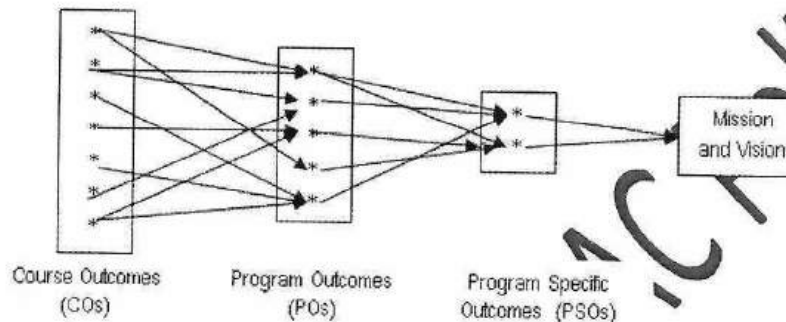 Mission
and Vision
Course Outcomes
(COs)
Program Outcomes
(POs)
Program Specific
Outcomes (PSOs)